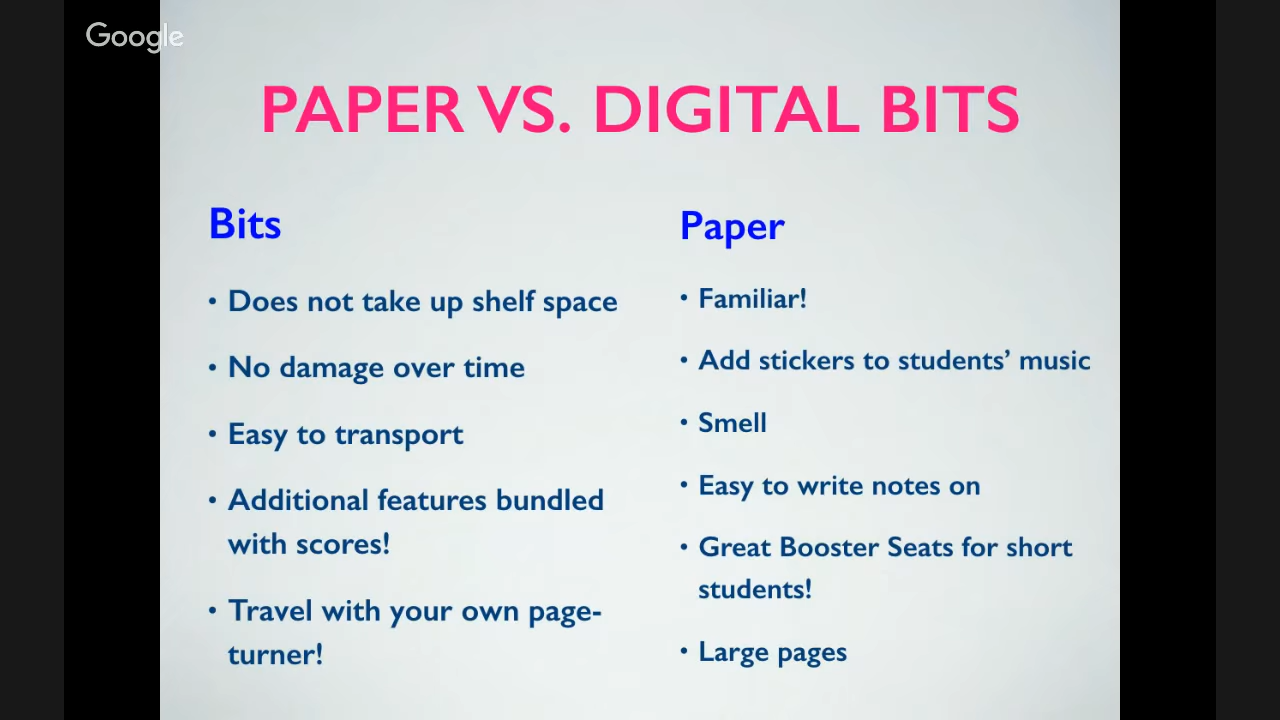 Google
PAPER VS. DIGITAL BITS
Bits
• Does not take up shelf space
• No damage over time
• Easy to transport
• Additional features bundled
with scores!
• Travel with your own page-
turner!
Paper
• Familiar!
• Add stickers to students’ music
• Smell
• Easy to write notes on
• Great Booster Seats for short
students!
• Large pages